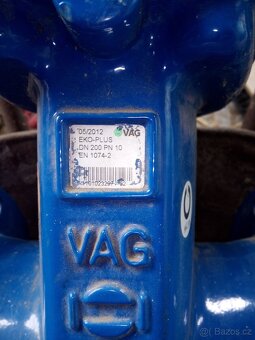 05/2012
VAG
EKO-PLUS
DN 200 PN 10
EN 1074-2
VAG
Bazos.cz